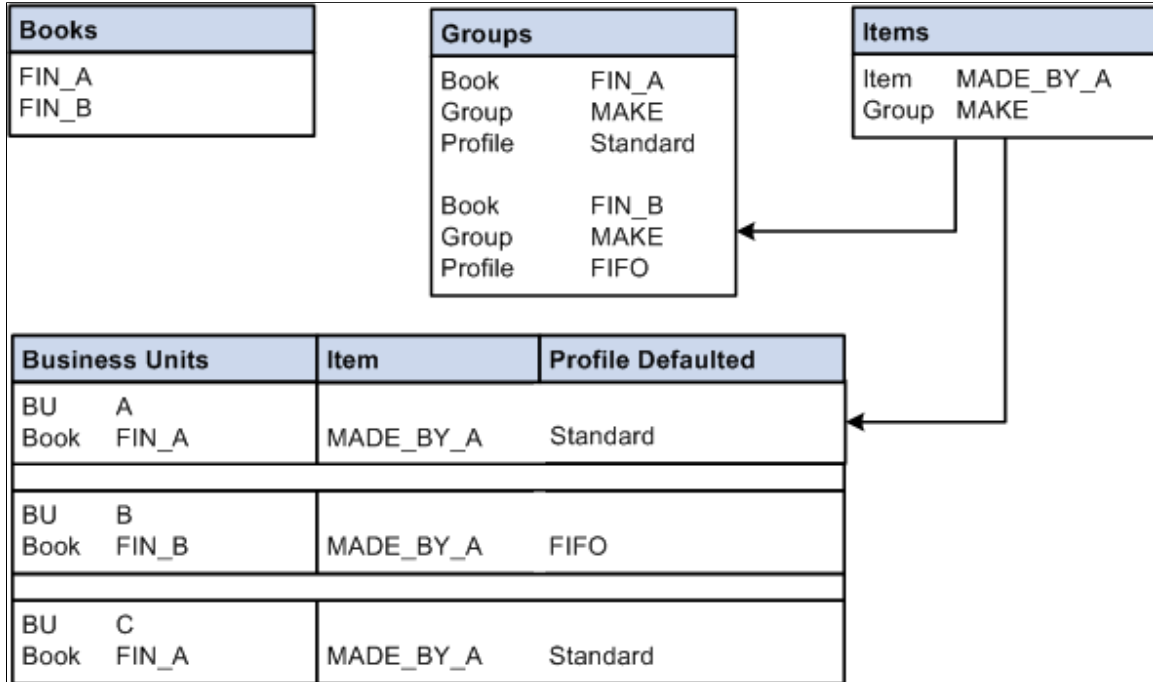 Books
FIN_A
FIN_B
Groups
Book FIN_A
Group MAKE
Profile Standard
Book FIN_B
Group MAKE
Profile FIFO
Items
Item MADE_BY_A
Group MAKE
Business Units Item Profile Defaulted
BU A
Book FIN_A MADE_BY_A Standard
BU B
Book FIN_B MADE_BY_A FIFO
BU C
Book FIN_A MADE_BY_A Standard